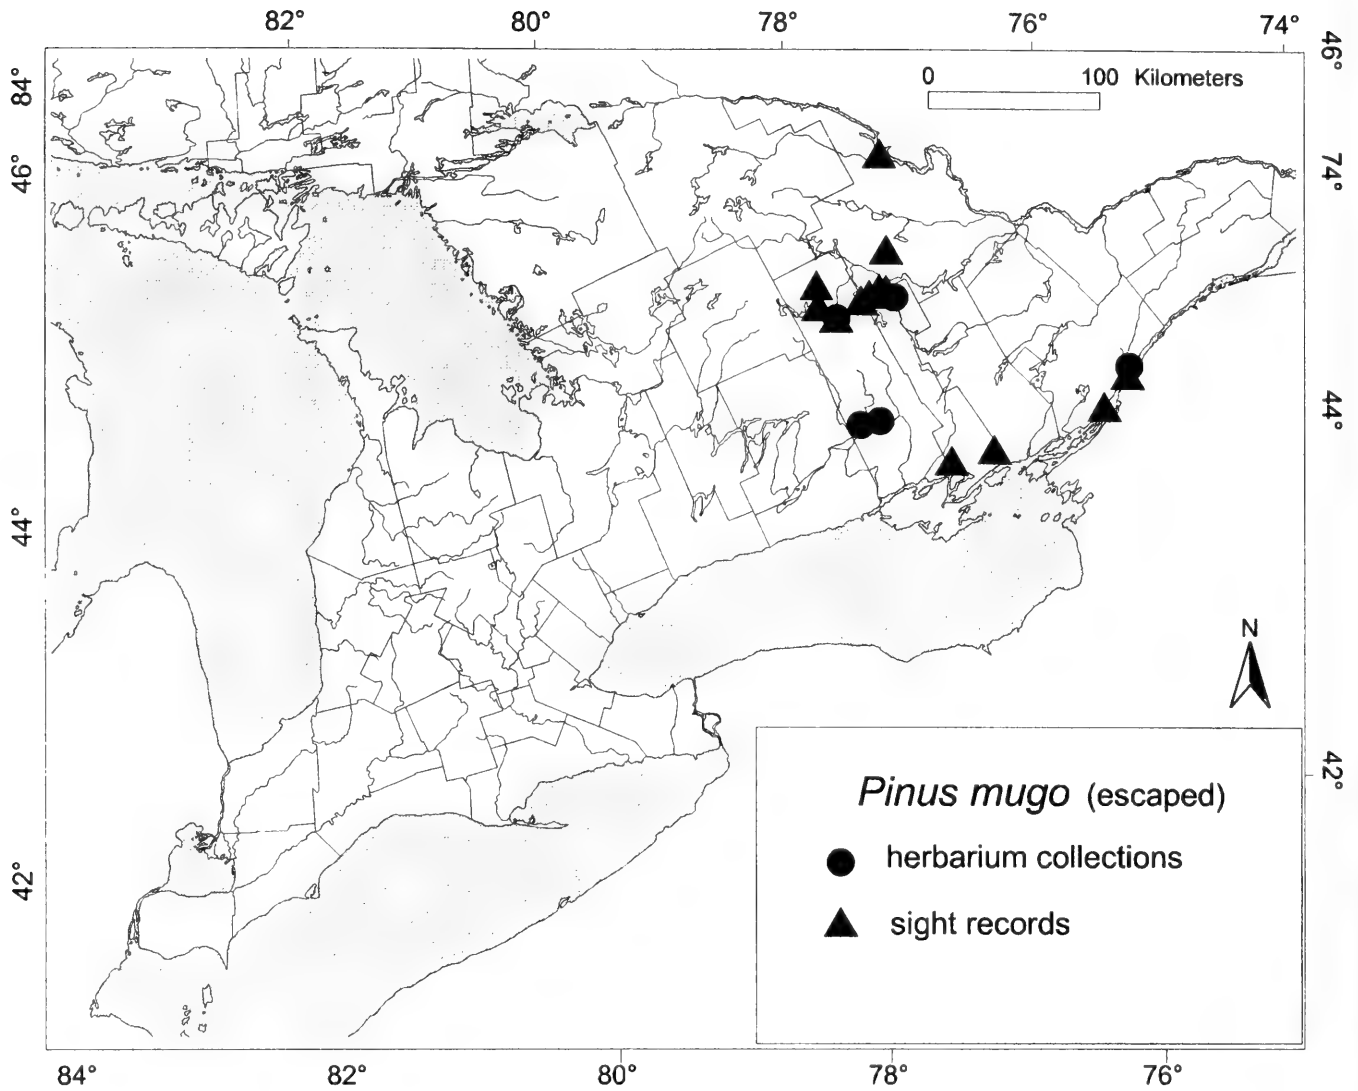 82° 80° 78° 76° 74°
46°
84°
0 100 Kilometers
46°
74°
44°
44°
N
42°
Pinus mugo (escaped)
herbarium collections
42°
sight records
84° 82° 80° 78° 76°